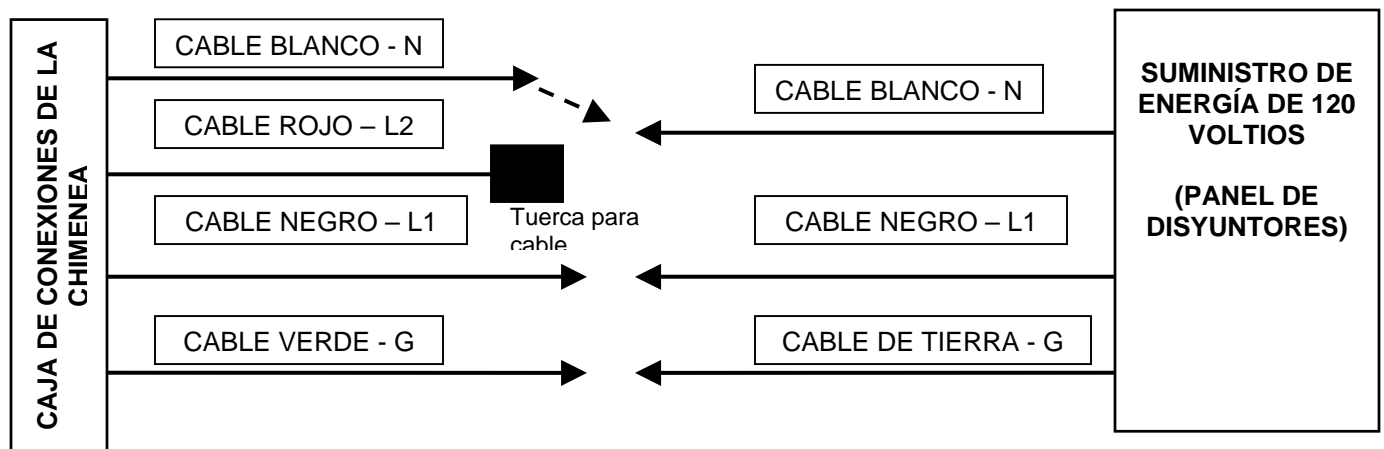 CAJA DE CONEXIONES DE LA
CHIMENEA
CABLE BLANCO - N
CABLE ROJO – L2
CABLE NEGRO – L1
Tuerca para
cable
CABLE VERDE - G
CABLE BLANCO - N
CABLE NEGRO – L1
CABLE DE TIERRA - G
SUMINISTRO DE
ENERGÍA DE 120
VOLTIOS
(PANEL DE
DISYUNTORES)